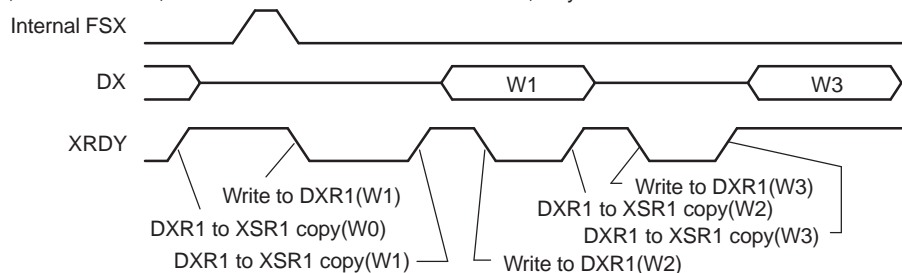 Internal FSX
DX
W1
W3
XRDY
Write to DXR1(W1)
Write to DXR1(W3)
DXR1 to XSR1 copy(W0)
DXR1 to XSR1 copy(W2)
DXR1 to XSR1 copy(W3)
DXR1 to XSR1 copy(W1)
Write to DXR1(W2)